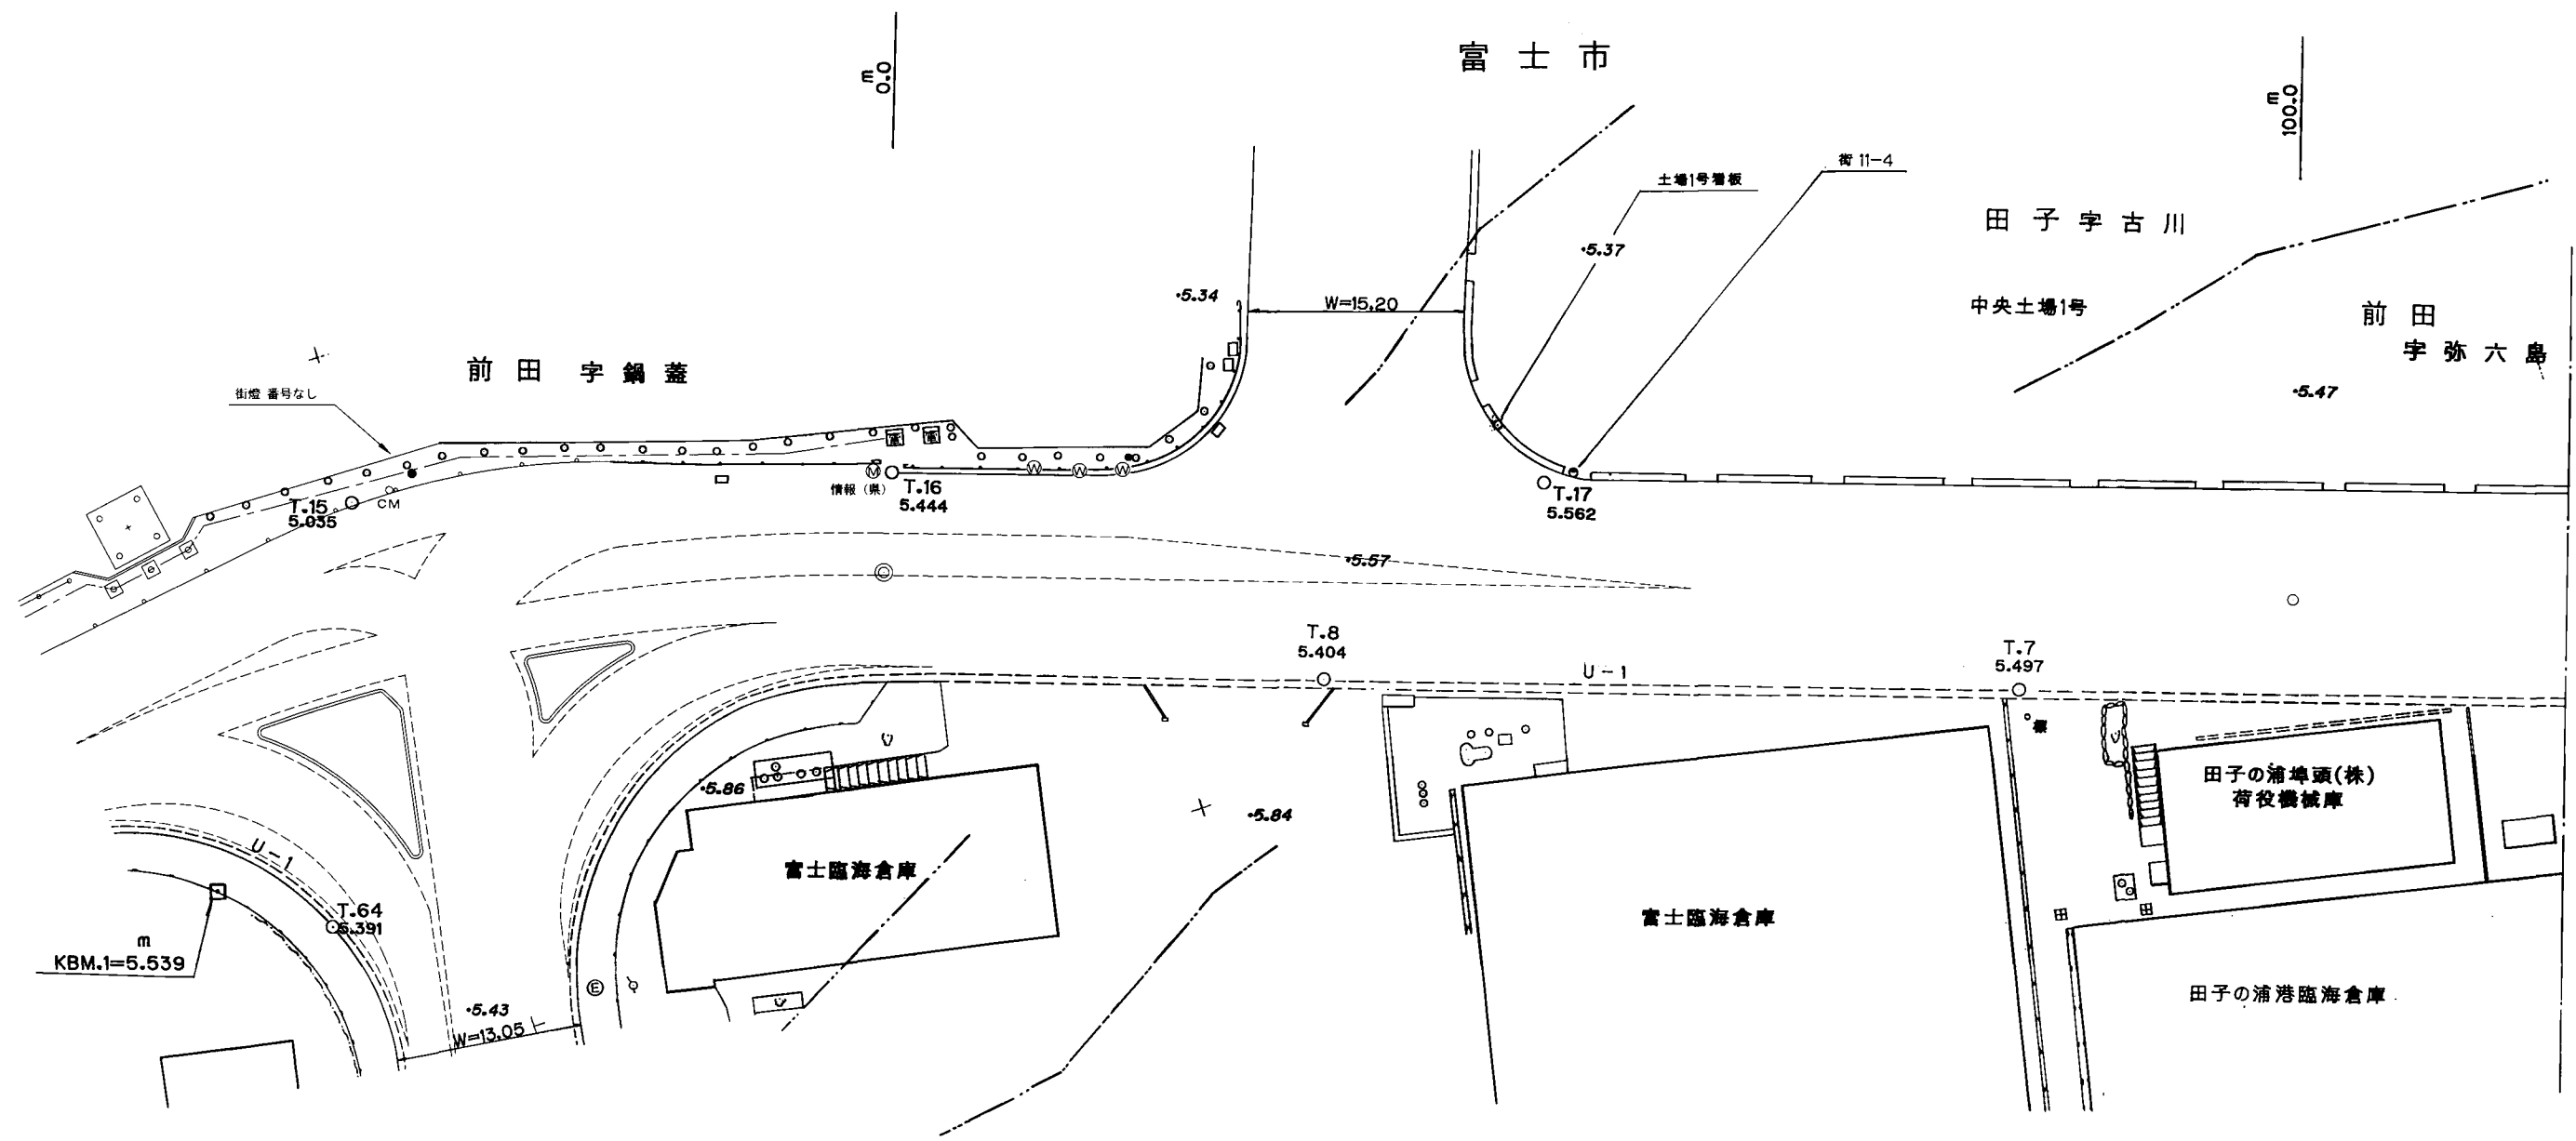 富士市
m
0.0
m
100.0
街 11-4
土場1号看板
田子字古川
・5.37
・5.34
W=15.20
中央土場1号
前田
字弥六島
前田 字鍋蓋
街燈 番号なし
・5.47
富
富
M
W
W
W
情報（県）
T.16
5.444
T.15
5.035
CM
T.17
5.562
・5.57
T.8
5.404
U-1
T.7
5.497
・5.86
・5.84
田子の浦埠頭(株)
荷役機械庫
富士臨海倉庫
U-1
T.64
5.391
富士臨海倉庫
m
KBM.1=5.539
E
田子の浦港臨海倉庫
・5.43
W=13.05